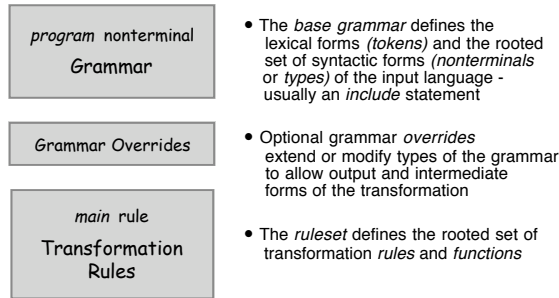 program nonterminal
Grammar
• The base grammar defines the
lexical forms (tokens) and the rooted
set of syntactic forms (nonterminals
or types) of the input language -
usually an include statement
Grammar Overrides
• Optional grammar overrides
extend or modify types of the grammar
to allow output and intermediate
forms of the transformation
main rule
Transformation
Rules
• The ruleset defines the rooted set of
transformation rules and functions